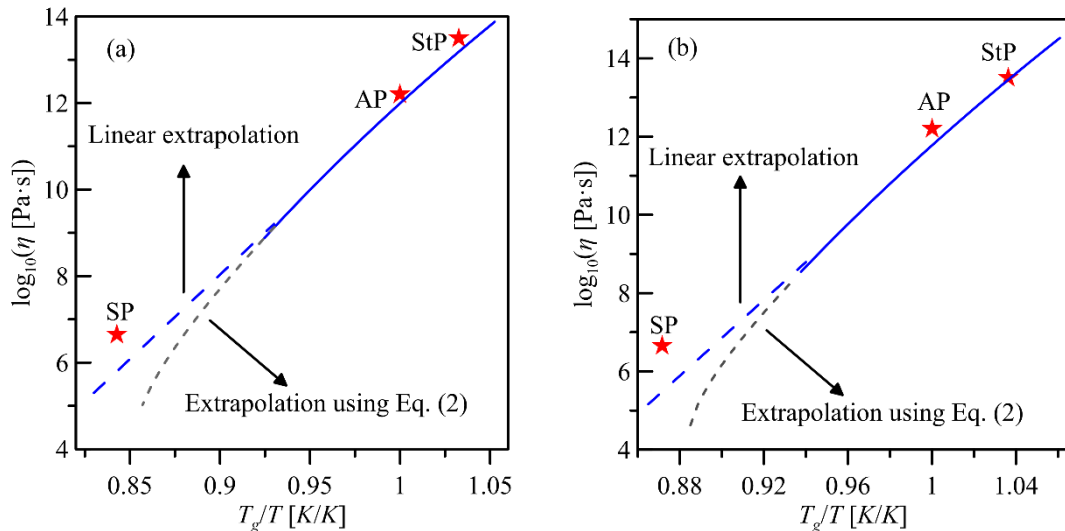 (a)
14
12
10
8
6
4
log₁₀(η [Pa·s])
StP
AP
Linear extrapolation
SP
Extrapolation using Eq. (2)
0.85 0.9 0.95 1 1.05
T_g/T [K/K]
(b)
14
12
10
8
6
4
log₁₀(η [Pa·s])
StP
AP
Linear extrapolation
SP
Extrapolation using Eq. (2)
0.88 0.92 0.96 1 1.04
T_g/T [K/K]